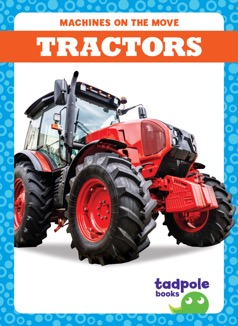 MACHINES ON THE MOVE
TRACTORS
tadpole
books